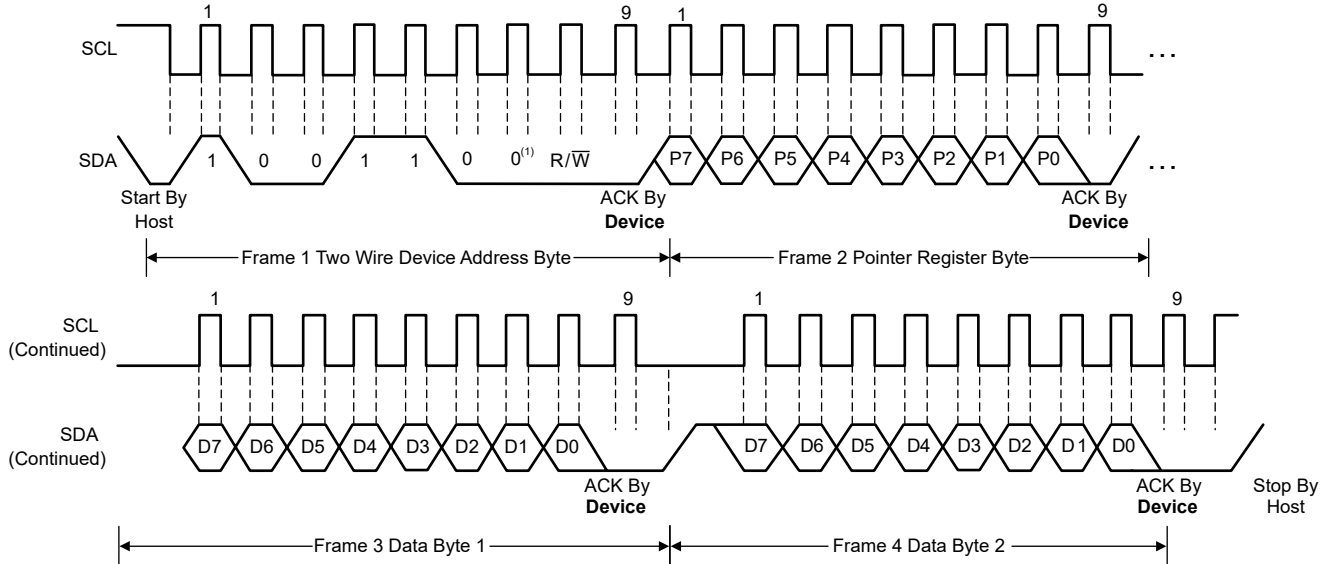 1 9 1 9
SCL ...
SDA 1 0 0 1 1 0 0(1) R/W̅ P7 P6 P5 P4 P3 P2 P1 P0 ...
Start By Host
ACK By Device
ACK By Device
Frame 1 Two Wire Device Address Byte
Frame 2 Pointer Register Byte
1 9 1 9
SCL
(Continued)
SDA
(Continued)
D7 D6 D5 D4 D3 D2 D1 D0 D7 D6 D5 D4 D3 D2 D1 D0
ACK By Device
ACK By Device
Stop By Host
Frame 3 Data Byte 1
Frame 4 Data Byte 2